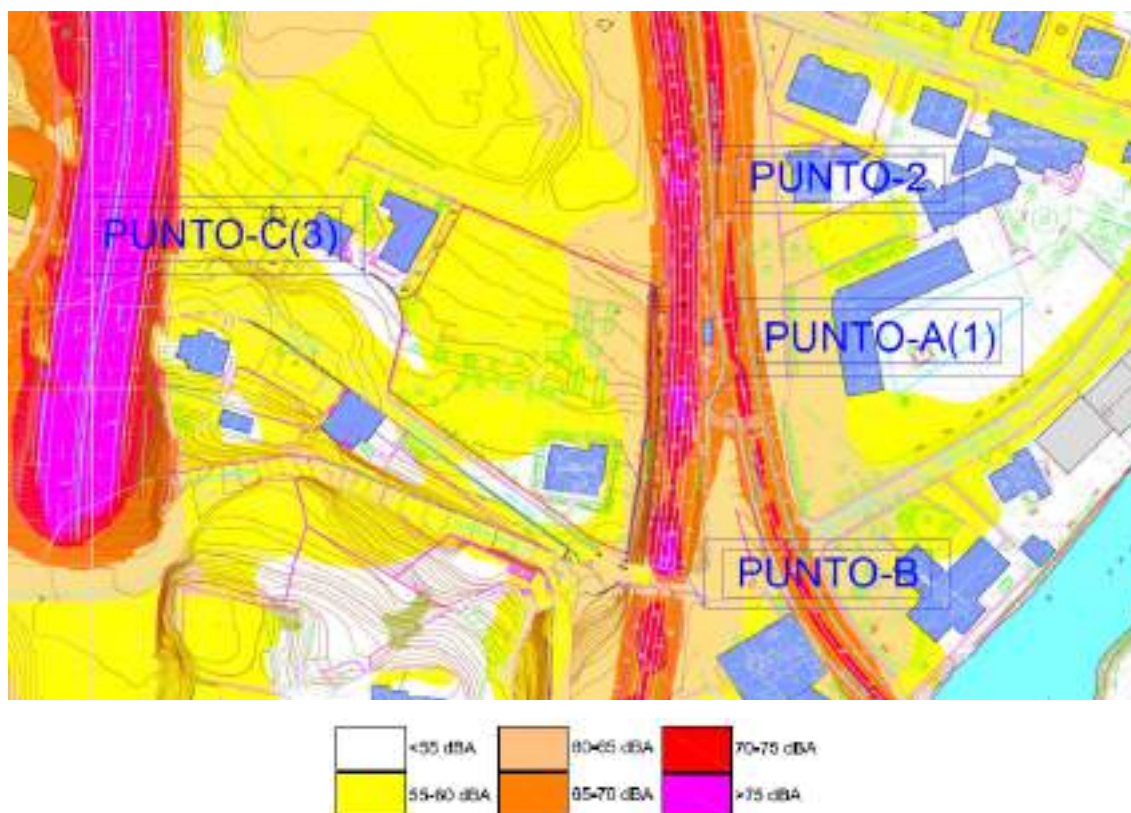 PUNTO-2
PUNTO-C(3)
PUNTO-A(1)
PUNTO-B
<55 dBA
60-65 dBA
70-75 dBA
55-60 dBA
65-70 dBA
>75 dBA